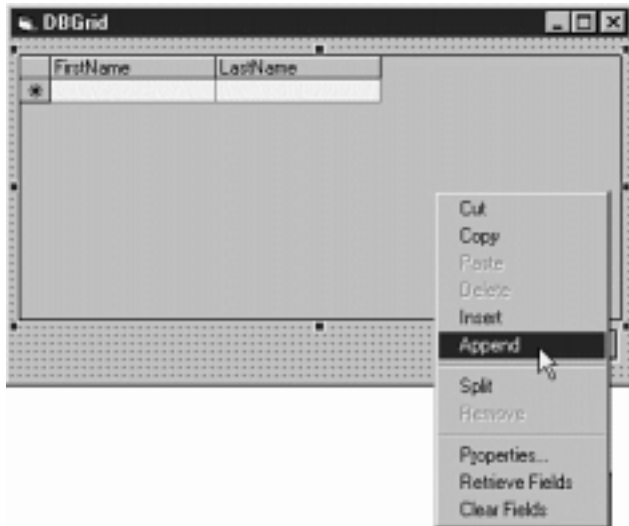 DBGrid
FirstName LastName
Cut
Copy
Paste
Delete
Insert
Append
Split
Remove
Properties...
Retrieve Fields
Clear Fields